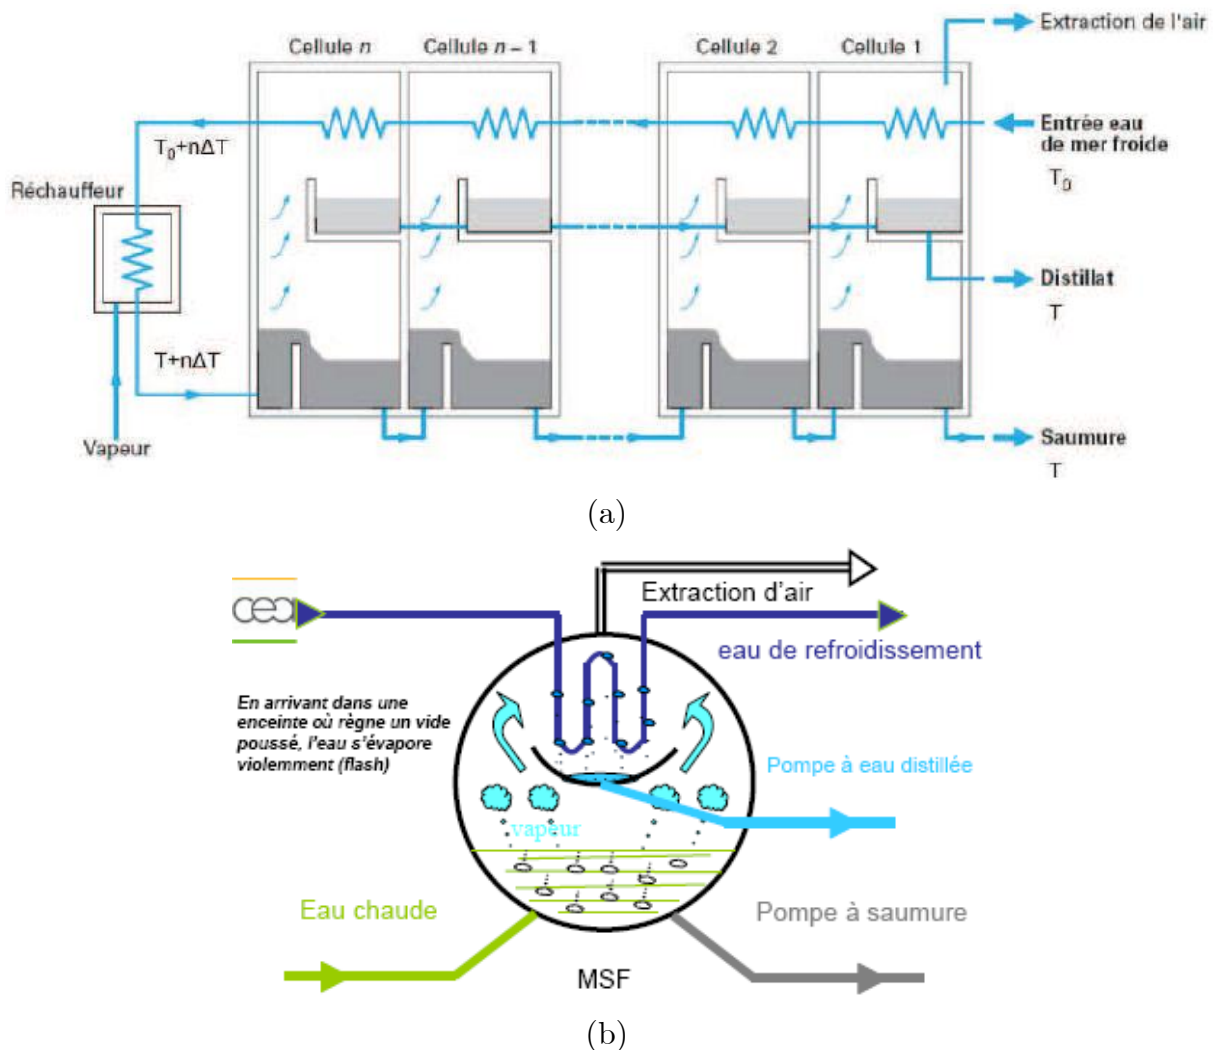 Extraction de l'air
Cellule n
Cellule n – 1
Cellule 2
Cellule 1
Entrée eau
de mer froide
T₀
T₀+nΔT
Réchauffeur
Distillat
T
T+nΔT
Vapeur
Saumure
T
(a)
cea
Extraction d'air
eau de refroidissement
En arrivant dans une
enceinte où règne un vide
poussé, l'eau s'évapore
violemment (flash)
Pompe à eau distillée
vapeur
Eau chaude
Pompe à saumure
MSF
(b)